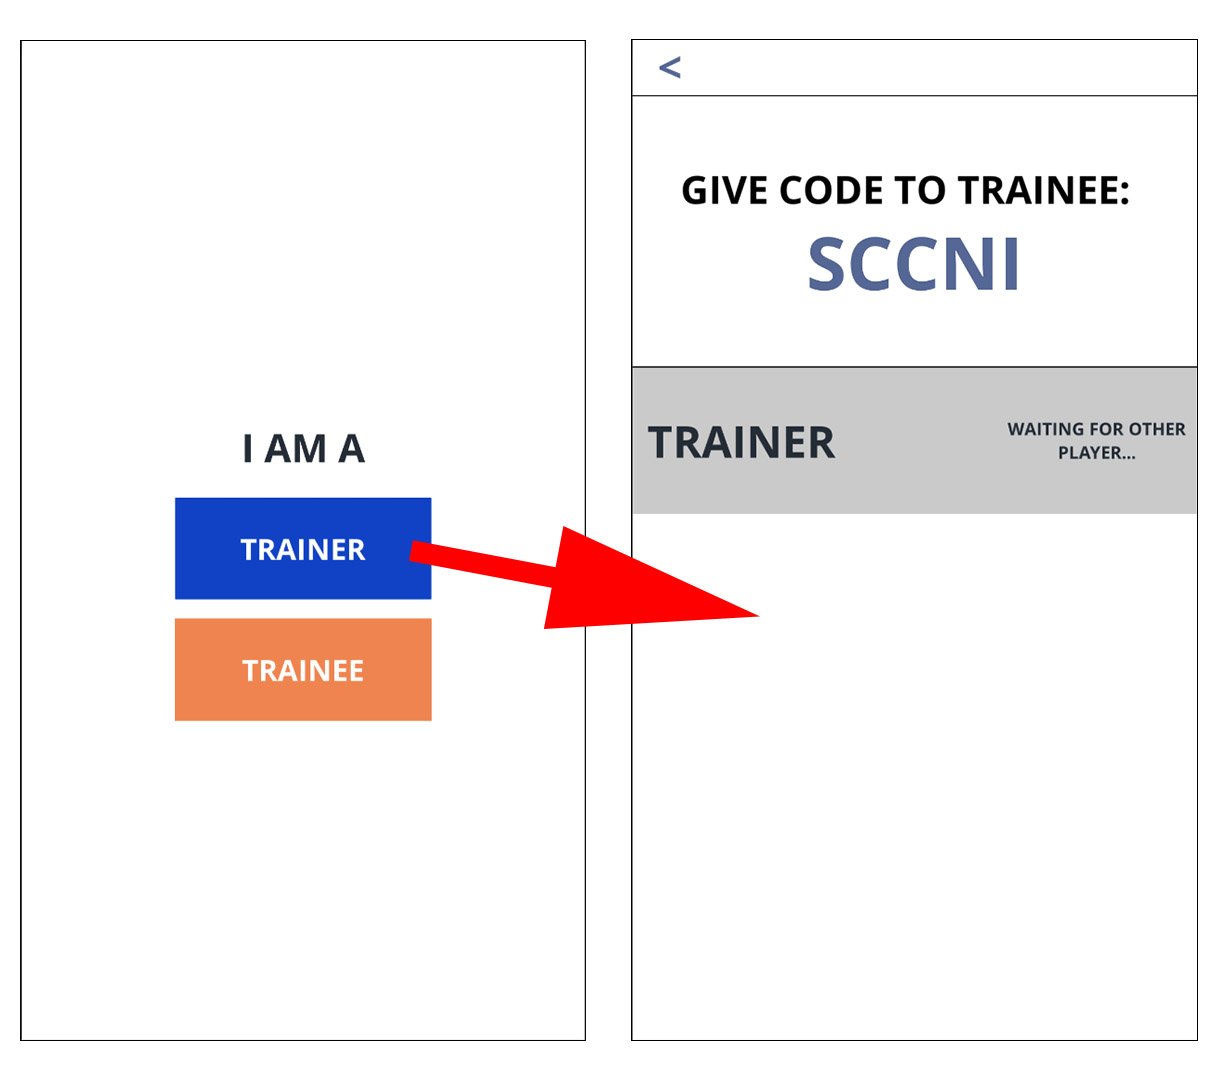 I AM A
TRAINER
TRAINEE
<
GIVE CODE TO TRAINEE:
SCCNI
TRAINER
WAITING FOR OTHER
PLAYER...